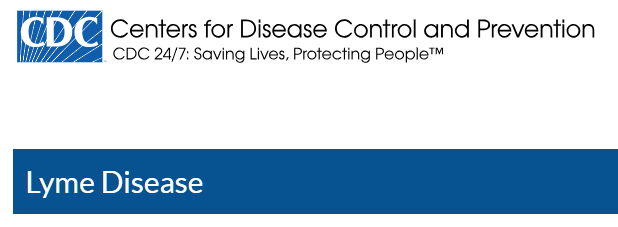 CDC
Centers for Disease Control and Prevention
CDC 24/7: Saving Lives, Protecting People™
Lyme Disease